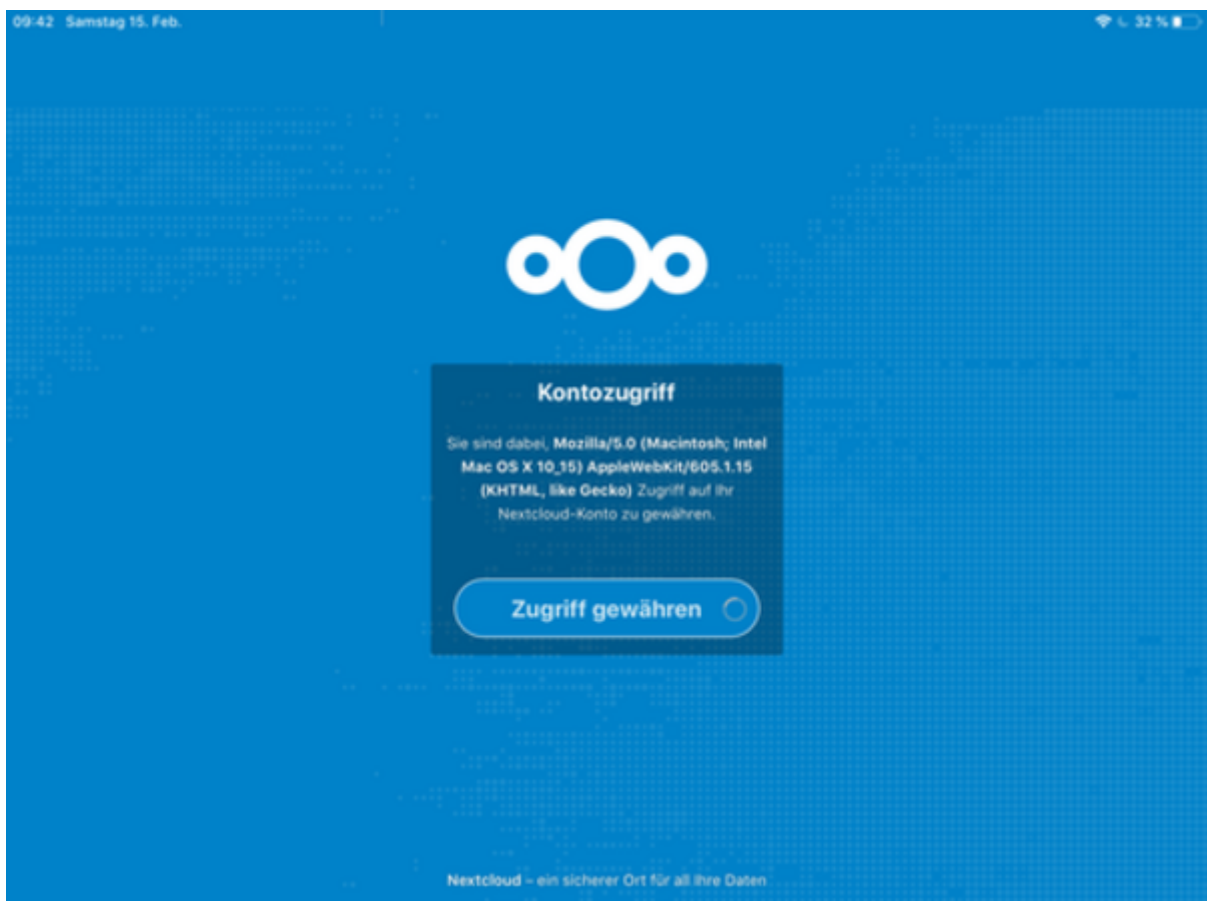 09:42 Samstag 15. Feb.
32 %
Kontozugriff
Sie sind dabei, Mozilla/5.0 (Macintosh; Intel
Mac OS X 10_15) AppleWebKit/605.1.15
(KHTML, like Gecko) Zugriff auf Ihr
Nextcloud-Konto zu gewähren.
Zugriff gewähren
Nextcloud – ein sicherer Ort für all Ihre Daten